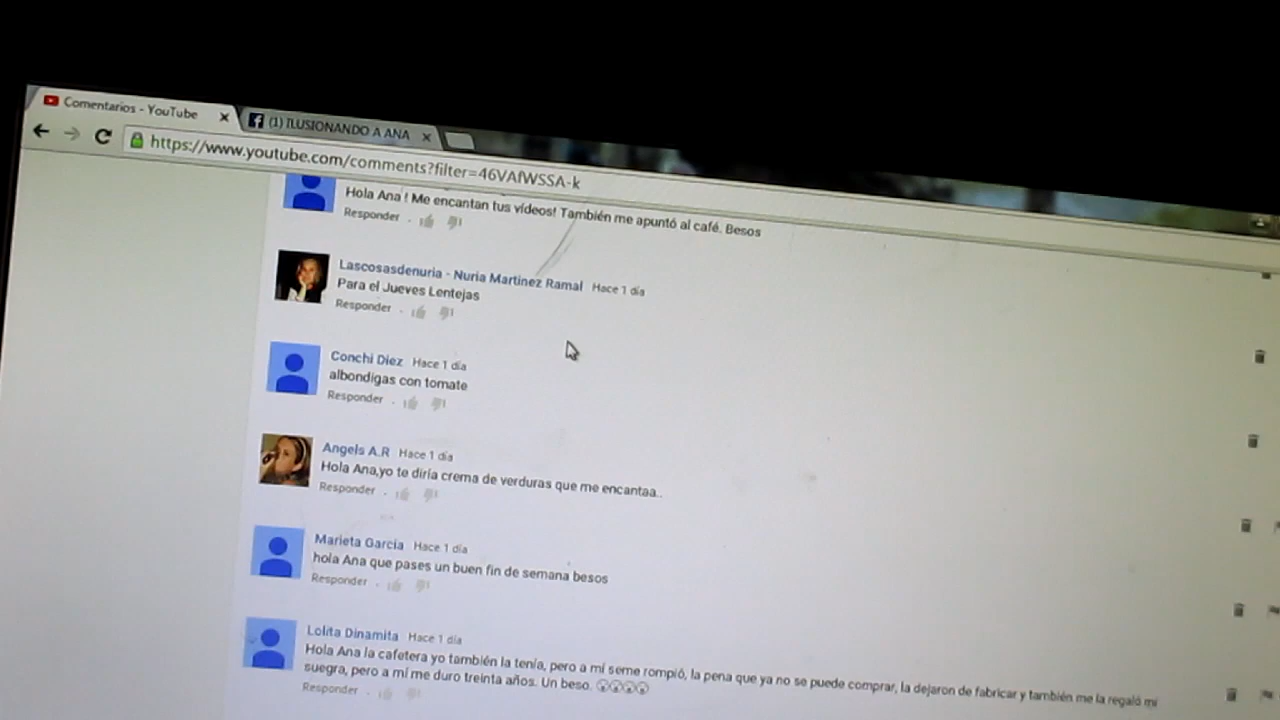 Comentarios - YouTube
(1) ILUSIONANDO A ANA
https://www.youtube.com/comments?filter=46VAfWSSA-k
Hola Ana ! Me encantan tus vídeos! También me apuntó al café. Besos
Responder
Lascosasdenuria - Nuria Martinez Ramal Hace 1 día
Para el Jueves Lentejas
Responder
Conchi Diez Hace 1 día
albondigas con tomate
Responder
Angels A.R Hace 1 día
Hola Ana,yo te diría crema de verduras que me encantaa..
Responder
Marieta Garcia Hace 1 día
hola Ana que pases un buen fin de semana besos
Responder
Lolita Dinamita Hace 1 día
Hola Ana la cafetera yo también la tenía, pero a mí seme rompió, la pena que ya no se puede comprar, la dejaron de fabricar y también me la regaló mi
suegra, pero a mí me duro treinta años. Un beso.
Responder